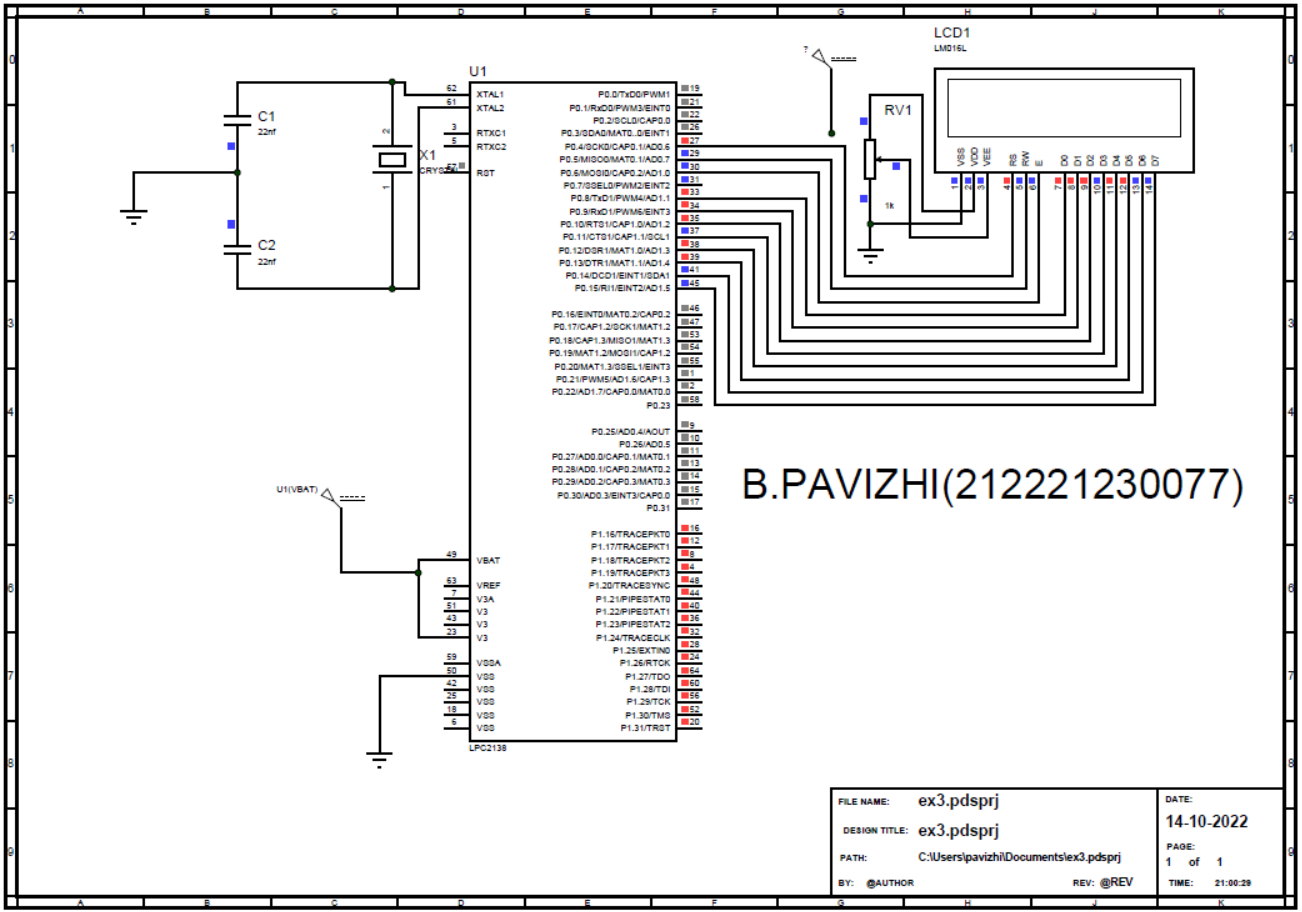 A B C D E F G H J K
0 0
1 1
2 2
3 3
4 4
5 5
6 6
7 7
8 8
9 9
LCD1
LM016L
?
RV1
1k
VSS VDD VEE RS RW E D0 D1 D2 D3 D4 D5 D6 D7
1 2 3 4 5 6 7 8 9 10 11 12 13 14
C1
22nf
C2
22nf
X1
CRYSTAL
2
1
U1
62 XTAL1
61 XTAL2
3 RTXC1
5 RTXC2
57 RST
49 VBAT
63 VREF
7 V3A
51 V3
43 V3
23 V3
59 VSSA
50 VSS
42 VSS
25 VSS
18 VSS
6 VSS
P0.0/TxD0/PWM1 19
P0.1/RxD0/PWM3/EINT0 21
P0.2/SCL0/CAP0.0 22
P0.3/SDA0/MAT0..0/EINT1 26
P0.4/SCK0/CAP0.1/AD0.6 27
P0.5/MISO0/MAT0.1/AD0.7 29
P0.6/MOSI0/CAP0.2/AD1.0 30
P0.7/SSEL0/PWM2/EINT2 31
P0.8/TxD1/PWM4/AD1.1 33
P0.9/RxD1/PWM6/EINT3 34
P0.10/RTS1/CAP1.0/AD1.2 35
P0.11/CTS1/CAP1.1/SCL1 37
P0.12/DSR1/MAT1.0/AD1.3 38
P0.13/DTR1/MAT1.1/AD1.4 39
P0.14/DCD1/EINT1/SDA1 41
P0.15/RI1/EINT2/AD1.5 45
P0.16/EINT0/MAT0.2/CAP0.2 46
P0.17/CAP1.2/SCK1/MAT1.2 47
P0.18/CAP1.3/MISO1/MAT1.3 53
P0.19/MAT1.2/MOSI1/CAP1.2 54
P0.20/MAT1.3/SSEL1/EINT3 55
P0.21/PWM5/AD1.6/CAP1.3 1
P0.22/AD1.7/CAP0.0/MAT0.0 2
P0.23 58
P0.25/AD0.4/AOUT 9
P0.26/AD0.5 10
P0.27/AD0.0/CAP0.1/MAT0.1 11
P0.28/AD0.1/CAP0.2/MAT0.2 13
P0.29/AD0.2/CAP0.3/MAT0.3 14
P0.30/AD0.3/EINT3/CAP0.0 15
P0.31 17
P1.16/TRACEPKT0 16
P1.17/TRACEPKT1 12
P1.18/TRACEPKT2 8
P1.19/TRACEPKT3 4
P1.20/TRACESYNC 48
P1.21/PIPESTAT0 44
P1.22/PIPESTAT1 40
P1.23/PIPESTAT2 36
P1.24/TRACECLK 32
P1.25/EXTIN0 28
P1.26/RTCK 24
P1.27/TDO 64
P1.28/TDI 60
P1.29/TCK 56
P1.30/TMS 52
P1.31/TRST 20
LPC2138
U1(VBAT)
B.PAVIZHI(212221230077)
FILE NAME: ex3.pdsprj
DESIGN TITLE: ex3.pdsprj
PATH: C:\Users\pavizhi\Documents\ex3.pdsprj
BY: @AUTHOR REV: @REV
DATE:
14-10-2022
PAGE:
1 of 1
TIME: 21:00:29
A B C D E F G H J K